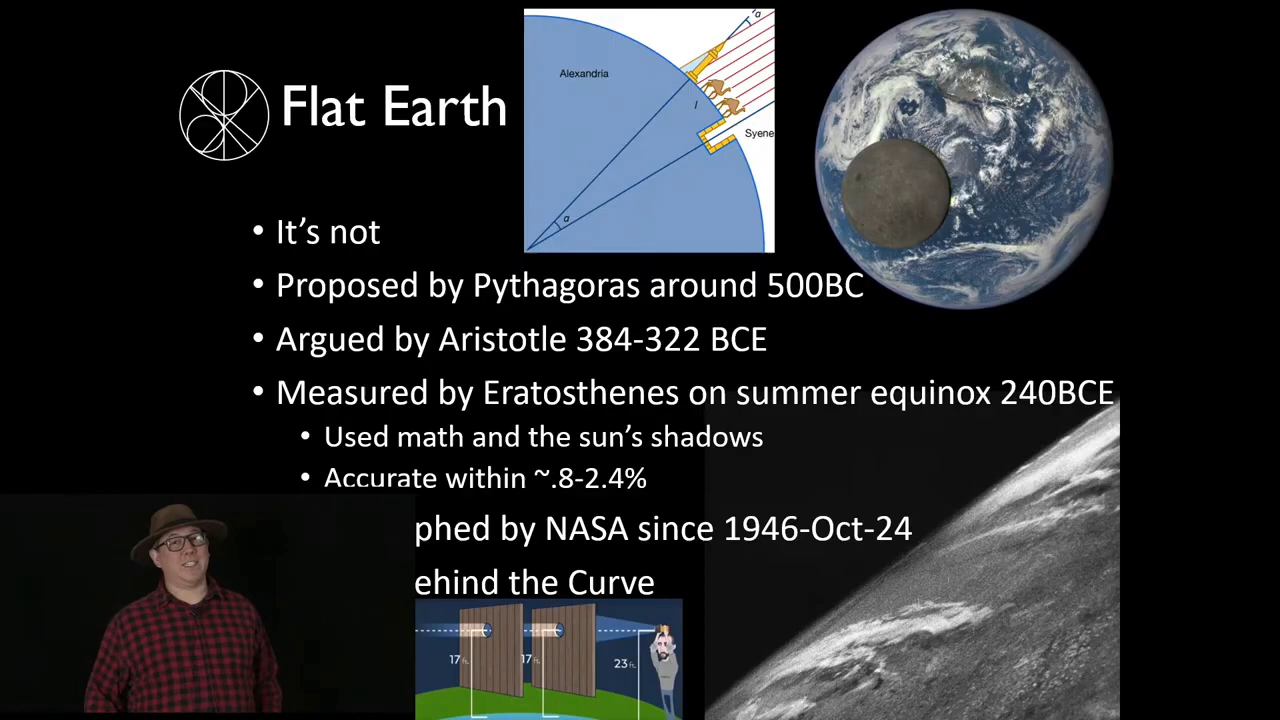 Flat Earth
Alexandria
a
l
Syene
a
• It’s not
• Proposed by Pythagoras around 500BC
• Argued by Aristotle 384-322 BCE
• Measured by Eratosthenes on summer equinox 240BCE
• Used math and the sun’s shadows
• Accurate within ~.8-2.4%
phed by NASA since 1946-Oct-24
ehind the Curve
17 ft.
17 ft.
23 ft.